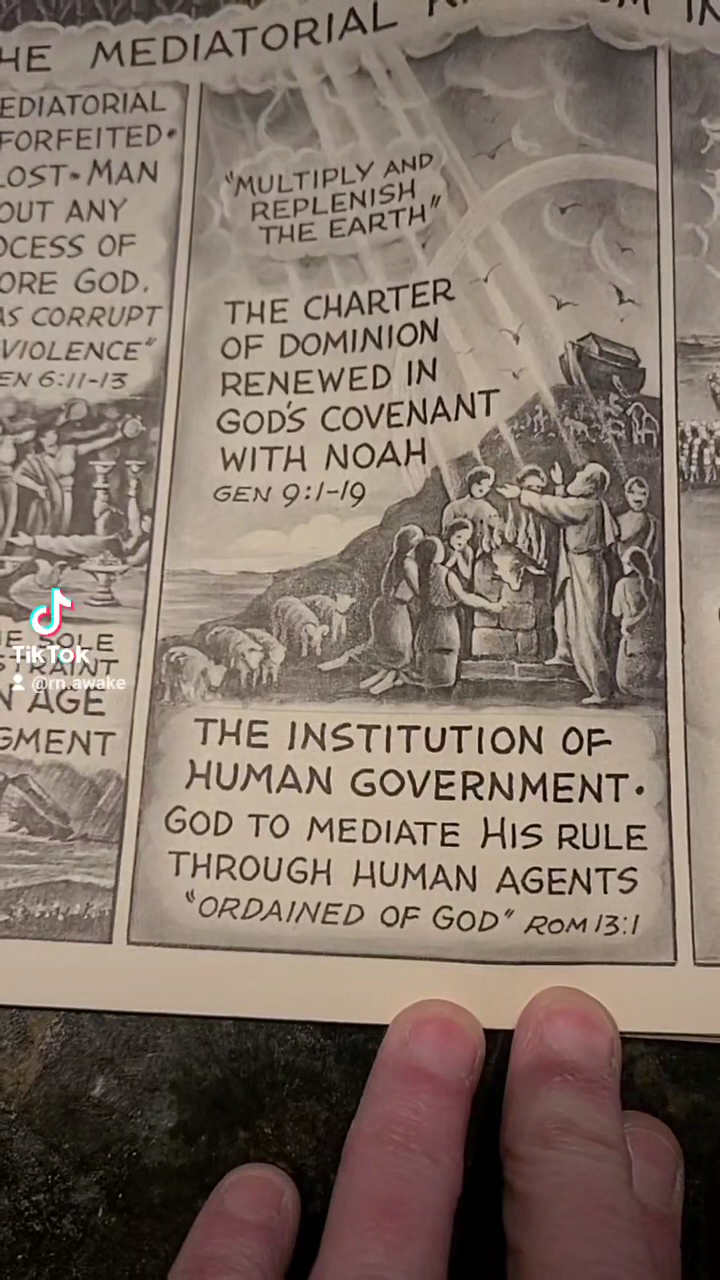 HE MEDIATORIAL
EDIATORIAL
FORFEITED•
LOST - MAN
OUT ANY
OCESS OF
ORE GOD.
AS CORRUPT
VIOLENCE"
EN 6:11-13
E SOLE
STRAINT
N AGE
GMENT
"MULTIPLY AND
REPLENISH
THE EARTH"
THE CHARTER
OF DOMINION
RENEWED IN
GOD'S COVENANT
WITH NOAH
GEN 9:1-19
THE INSTITUTION OF
HUMAN GOVERNMENT•
GOD TO MEDIATE HIS RULE
THROUGH HUMAN AGENTS
"ORDAINED OF GOD" ROM 13:1
TikTok
@rn.awake